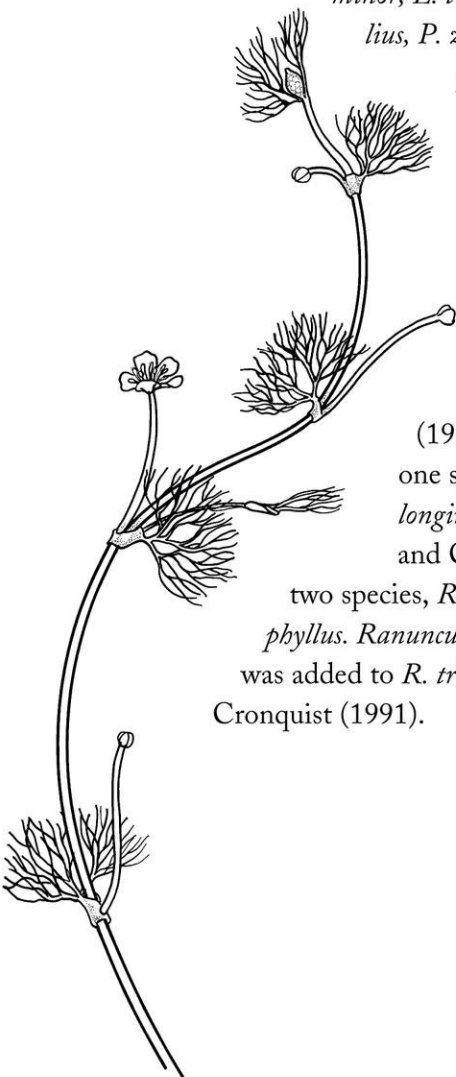 minor, L.
lius, P. z
(19
one s
longi
and C
two species, R
phyllus. Ranuncu
was added to R. tr
Cronquist (1991).